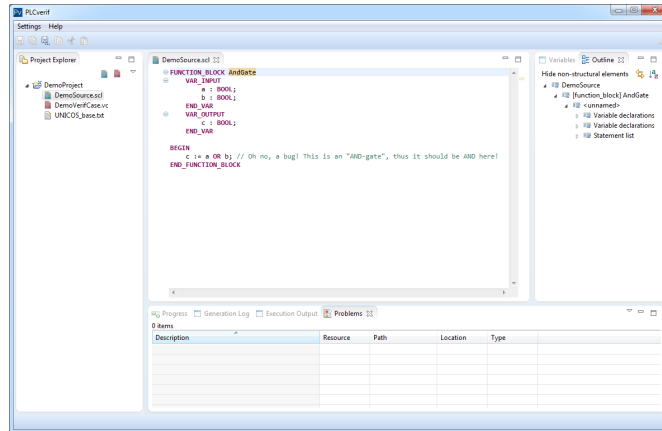 PLCverif
Settings Help
Project Explorer
DemoProject
DemoSource.scl
DemoVerifCase.vc
UNICOS_base.txt
DemoSource.scl
FUNCTION_BLOCK AndGate
VAR_INPUT
a : BOOL;
b : BOOL;
END_VAR
VAR_OUTPUT
c : BOOL;
END_VAR
BEGIN
c := a OR b; // Oh no, a bug! This is an "AND-gate", thus it should be AND here!
END_FUNCTION_BLOCK
Variables Outline
Hide non-structural elements
DemoSource
[function_block] AndGate
<unnamed>
Variable declarations
Variable declarations
Statement list
Progress Generation Log Execution Output Problems
0 items
Description Resource Path Location Type